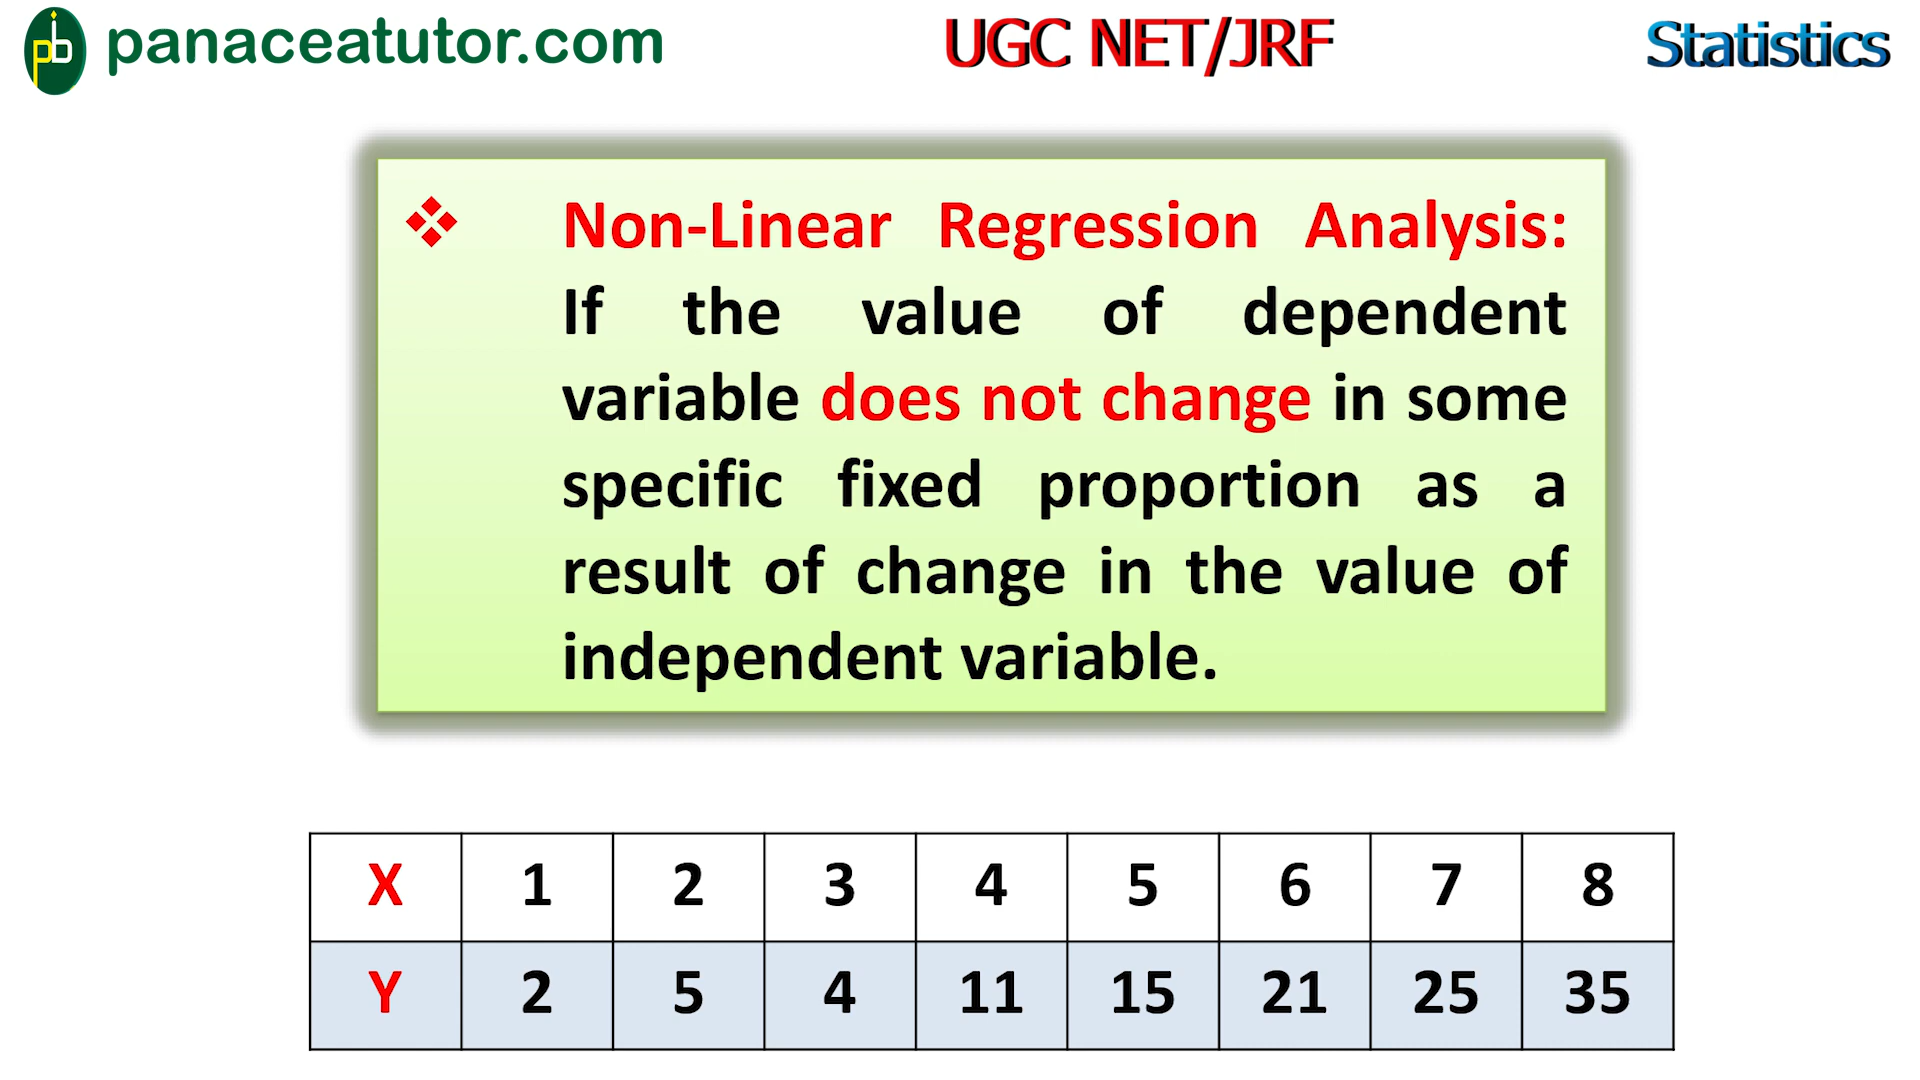 pb panaceatutor.com UGC NET/JRF Statistics
❖ Non-Linear Regression Analysis:
If the value of dependent
variable does not change in some
specific fixed proportion as a
result of change in the value of
independent variable.
X 1 2 3 4 5 6 7 8
Y 2 5 4 11 15 21 25 35